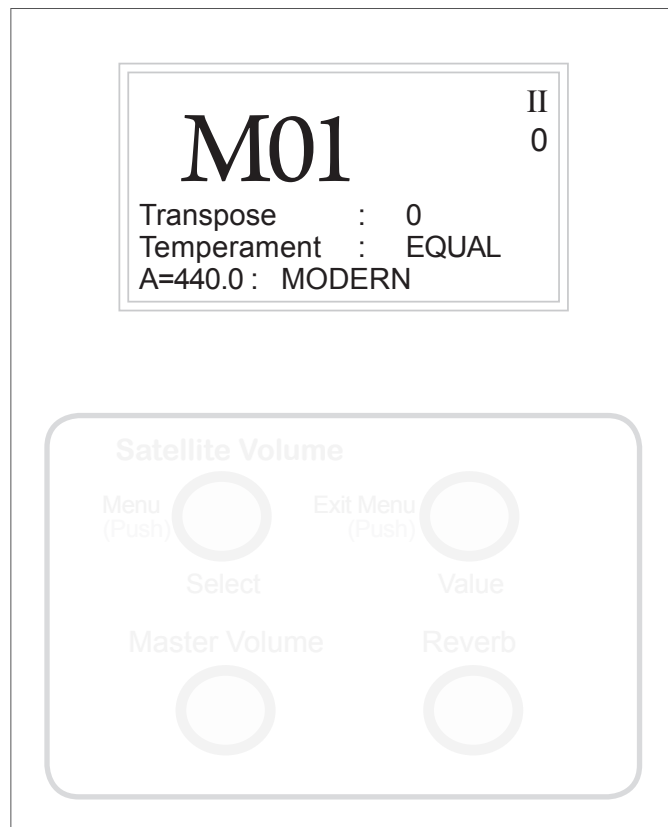 II
M01 0
Transpose : 0
Temperament : EQUAL
A=440.0 : MODERN
Satellite Volume
Menu Exit Menu
(Push) (Push)
Select Value
Master Volume Reverb